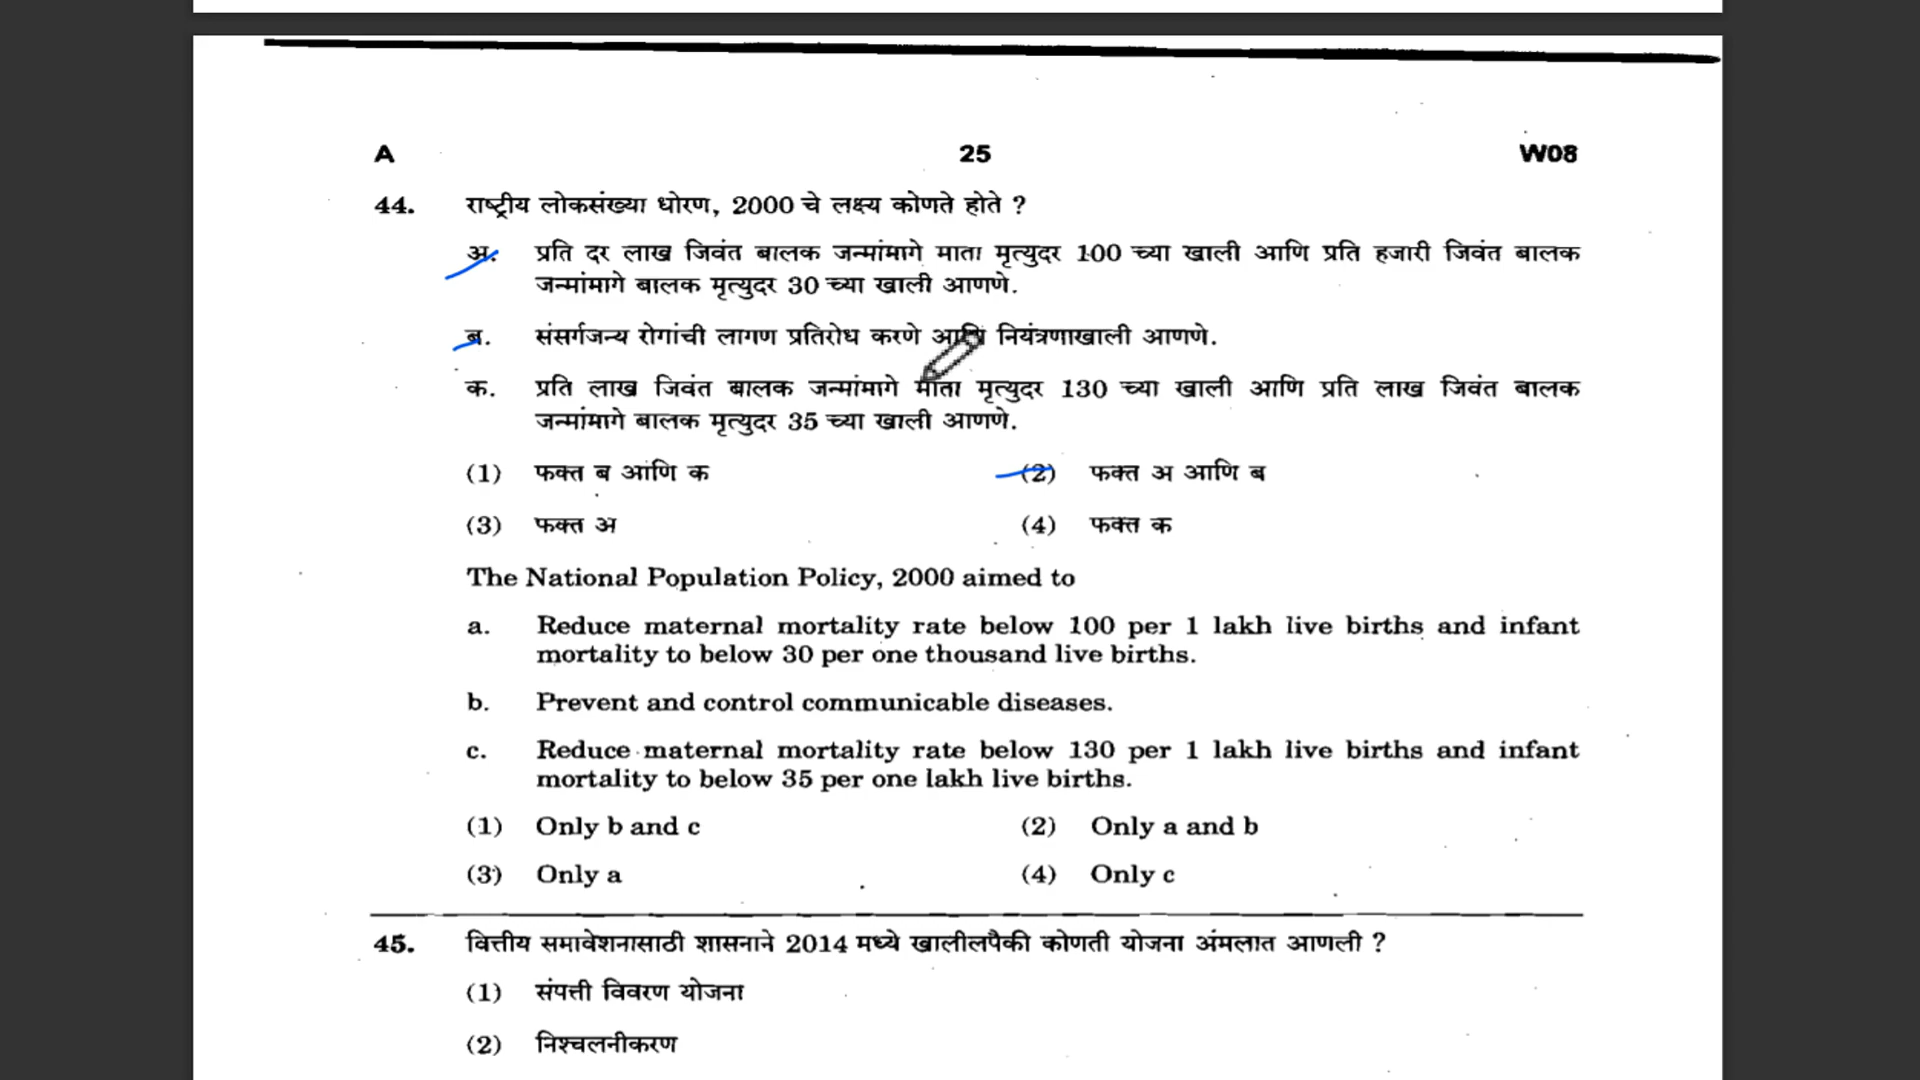 A 25 W08
44. राष्ट्रीय लोकसंख्या धोरण, 2000 चे लक्ष्य कोणते होते ?
अ. प्रति दर लाख जिवंत बालक जन्मांमागे माता मृत्युदर 100 च्या खाली आणि प्रति हजारी जिवंत बालक
जन्मांमागे बालक मृत्युदर 30 च्या खाली आणणे.
ब. संसर्गजन्य रोगांची लागण प्रतिरोध करणे आणि नियंत्रणाखाली आणणे.
क. प्रति लाख जिवंत बालक जन्मांमागे माता मृत्युदर 130 च्या खाली आणि प्रति लाख जिवंत बालक
जन्मांमागे बालक मृत्युदर 35 च्या खाली आणणे.
(1) फक्त ब आणि क (2) फक्त अ आणि ब
(3) फक्त अ (4) फक्त क
The National Population Policy, 2000 aimed to
a. Reduce maternal mortality rate below 100 per 1 lakh live births and infant
mortality to below 30 per one thousand live births.
b. Prevent and control communicable diseases.
c. Reduce maternal mortality rate below 130 per 1 lakh live births and infant
mortality to below 35 per one lakh live births.
(1) Only b and c (2) Only a and b
(3) Only a (4) Only c
45. वित्तीय समावेशनासाठी शासनाने 2014 मध्ये खालीलपैकी कोणती योजना अंमलात आणली ?
(1) संपत्ती विवरण योजना
(2) निश्चलनीकरण